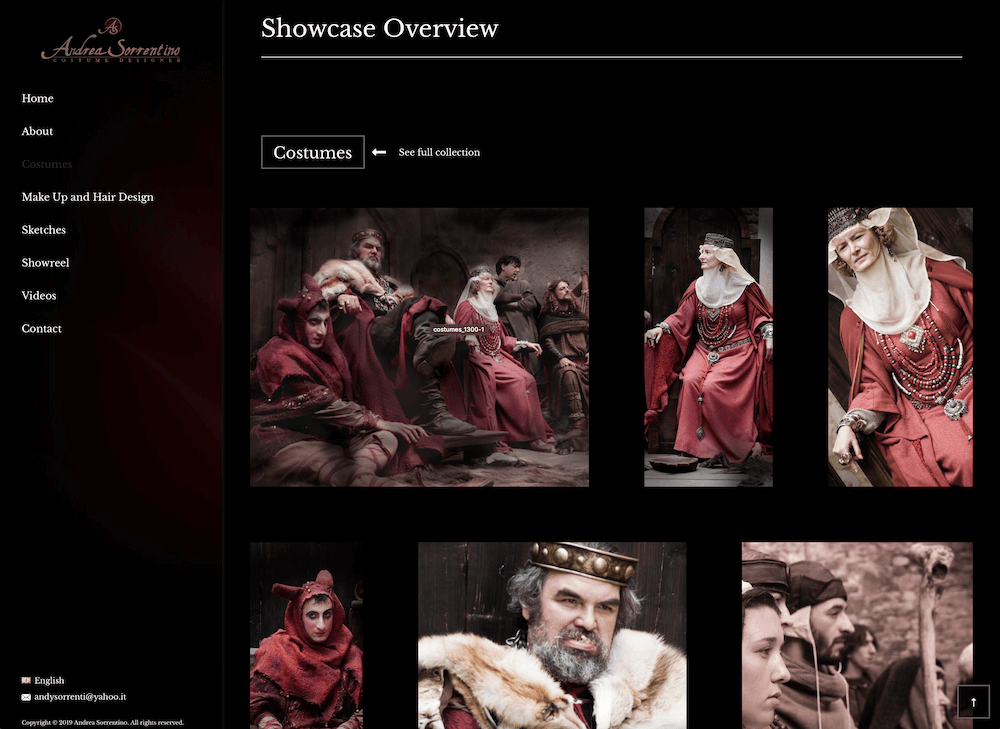 AS
Andrea Sorrentino
COSTUME DESIGNER
Home
About
Costumes
Make Up and Hair Design
Sketches
Showreel
Videos
Contact
English
andysorrenti@yahoo.it
Copyright © 2019 Andrea Sorrentino. All rights reserved.
Showcase Overview
Costumes
See full collection
costumes_1300-1